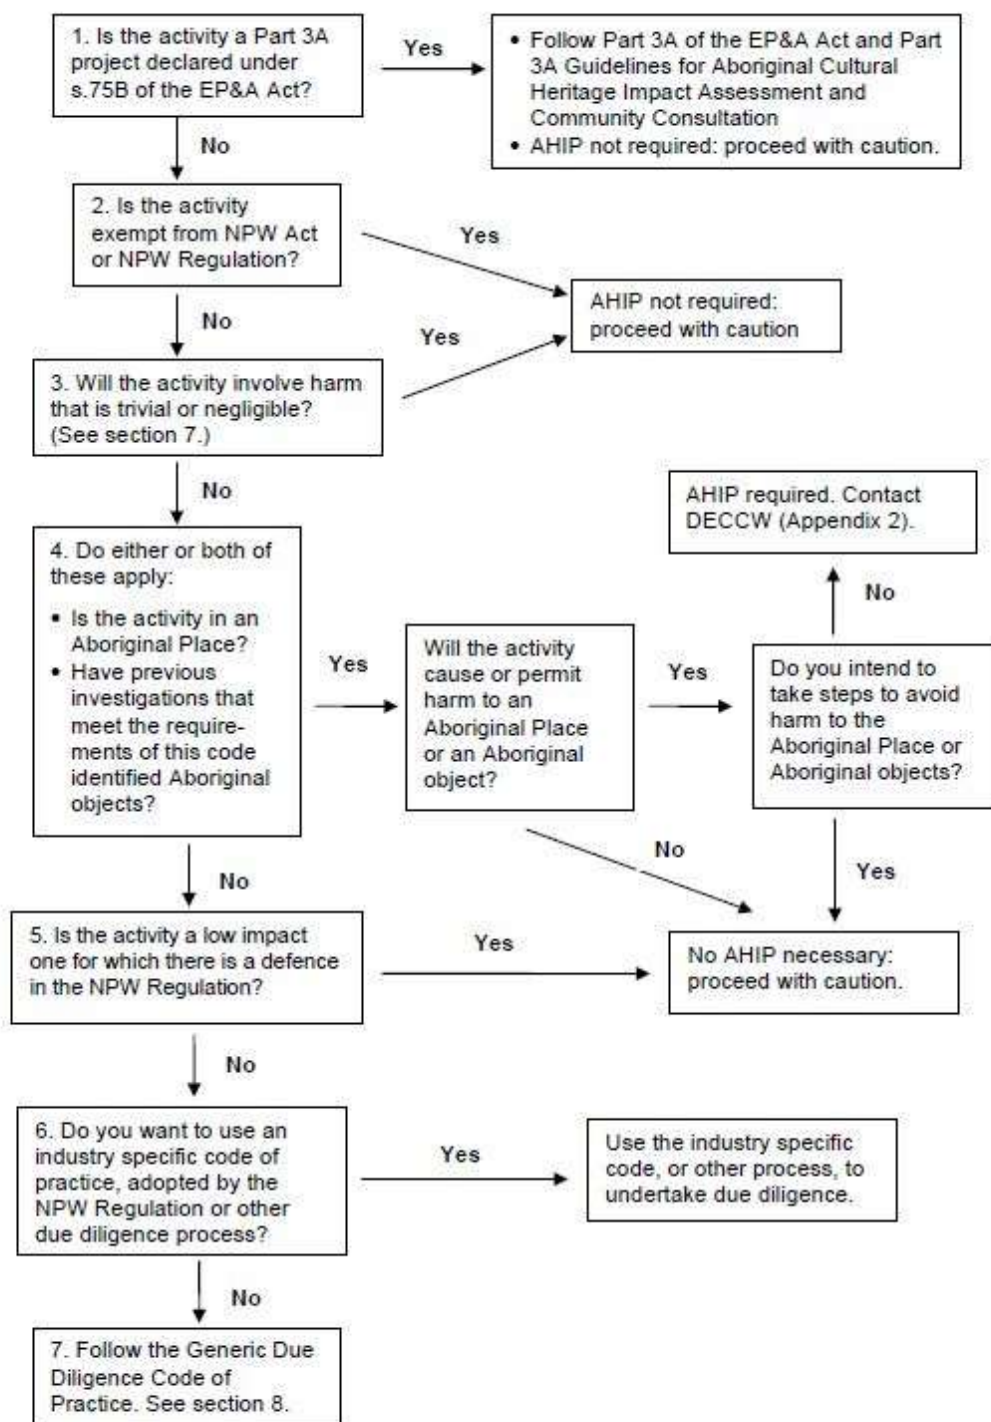 1. Is the activity a Part 3A
project declared under
s.75B of the EP&A Act?
Yes
• Follow Part 3A of the EP&A Act and Part
3A Guidelines for Aboriginal Cultural
Heritage Impact Assessment and
Community Consultation
• AHIP not required: proceed with caution.
No
2. Is the activity
exempt from NPW Act
or NPW Regulation?
Yes
AHIP not required:
proceed with caution
No
Yes
3. Will the activity involve harm
that is trivial or negligible?
(See section 7.)
No
4. Do either or both of
these apply:
• Is the activity in an
Aboriginal Place?
• Have previous
investigations that
meet the require-
ments of this code
identified Aboriginal
objects?
Yes
Will the activity
cause or permit
harm to an
Aboriginal Place
or an Aboriginal
object?
Yes
Do you intend to
take steps to avoid
harm to the
Aboriginal Place or
Aboriginal objects?
No
AHIP required. Contact
DECCW (Appendix 2).
No
Yes
No AHIP necessary:
proceed with caution.
No
5. Is the activity a low impact
one for which there is a defence
in the NPW Regulation?
Yes
No
6. Do you want to use an
industry specific code of
practice, adopted by the
NPW Regulation or other
due diligence process?
Yes
Use the industry specific
code, or other process, to
undertake due diligence.
No
7. Follow the Generic Due
Diligence Code of
Practice. See section 8.